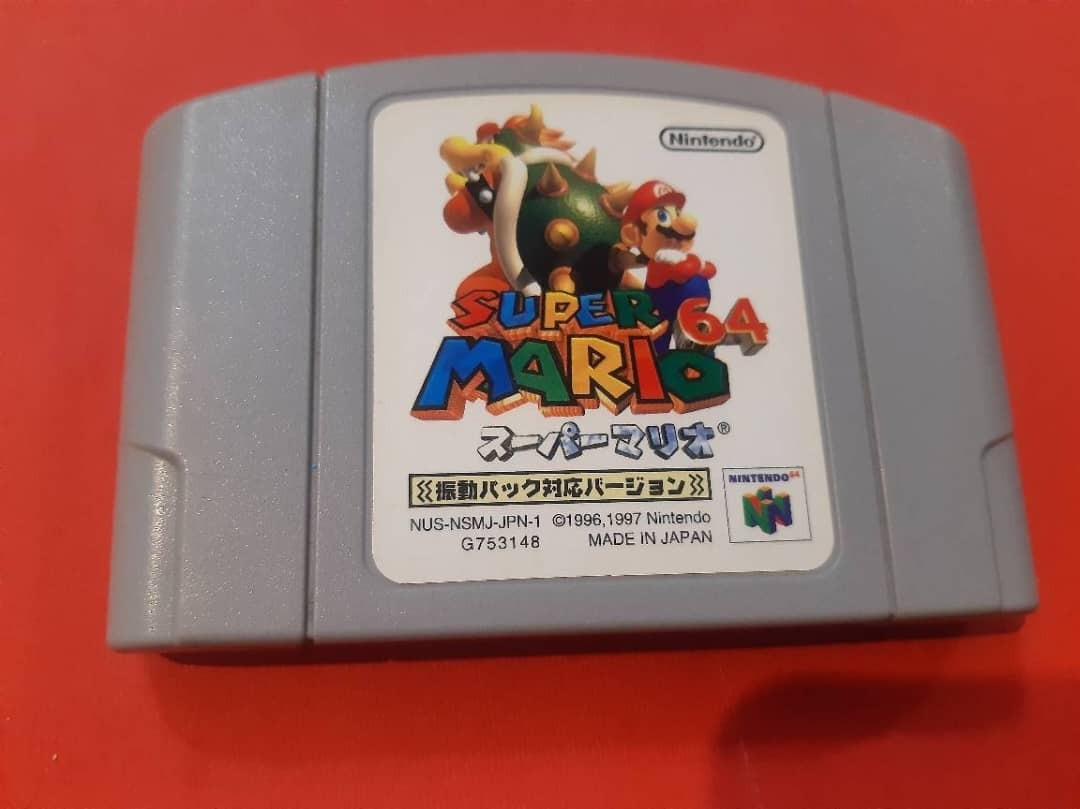 Nintendo®
SUPER
MARIO 64
スーパーマリオ®
振動パック対応バージョン
NUS-NSMJ-JPN-1 ©1996,1997 Nintendo
G753148 MADE IN JAPAN
NINTENDO64